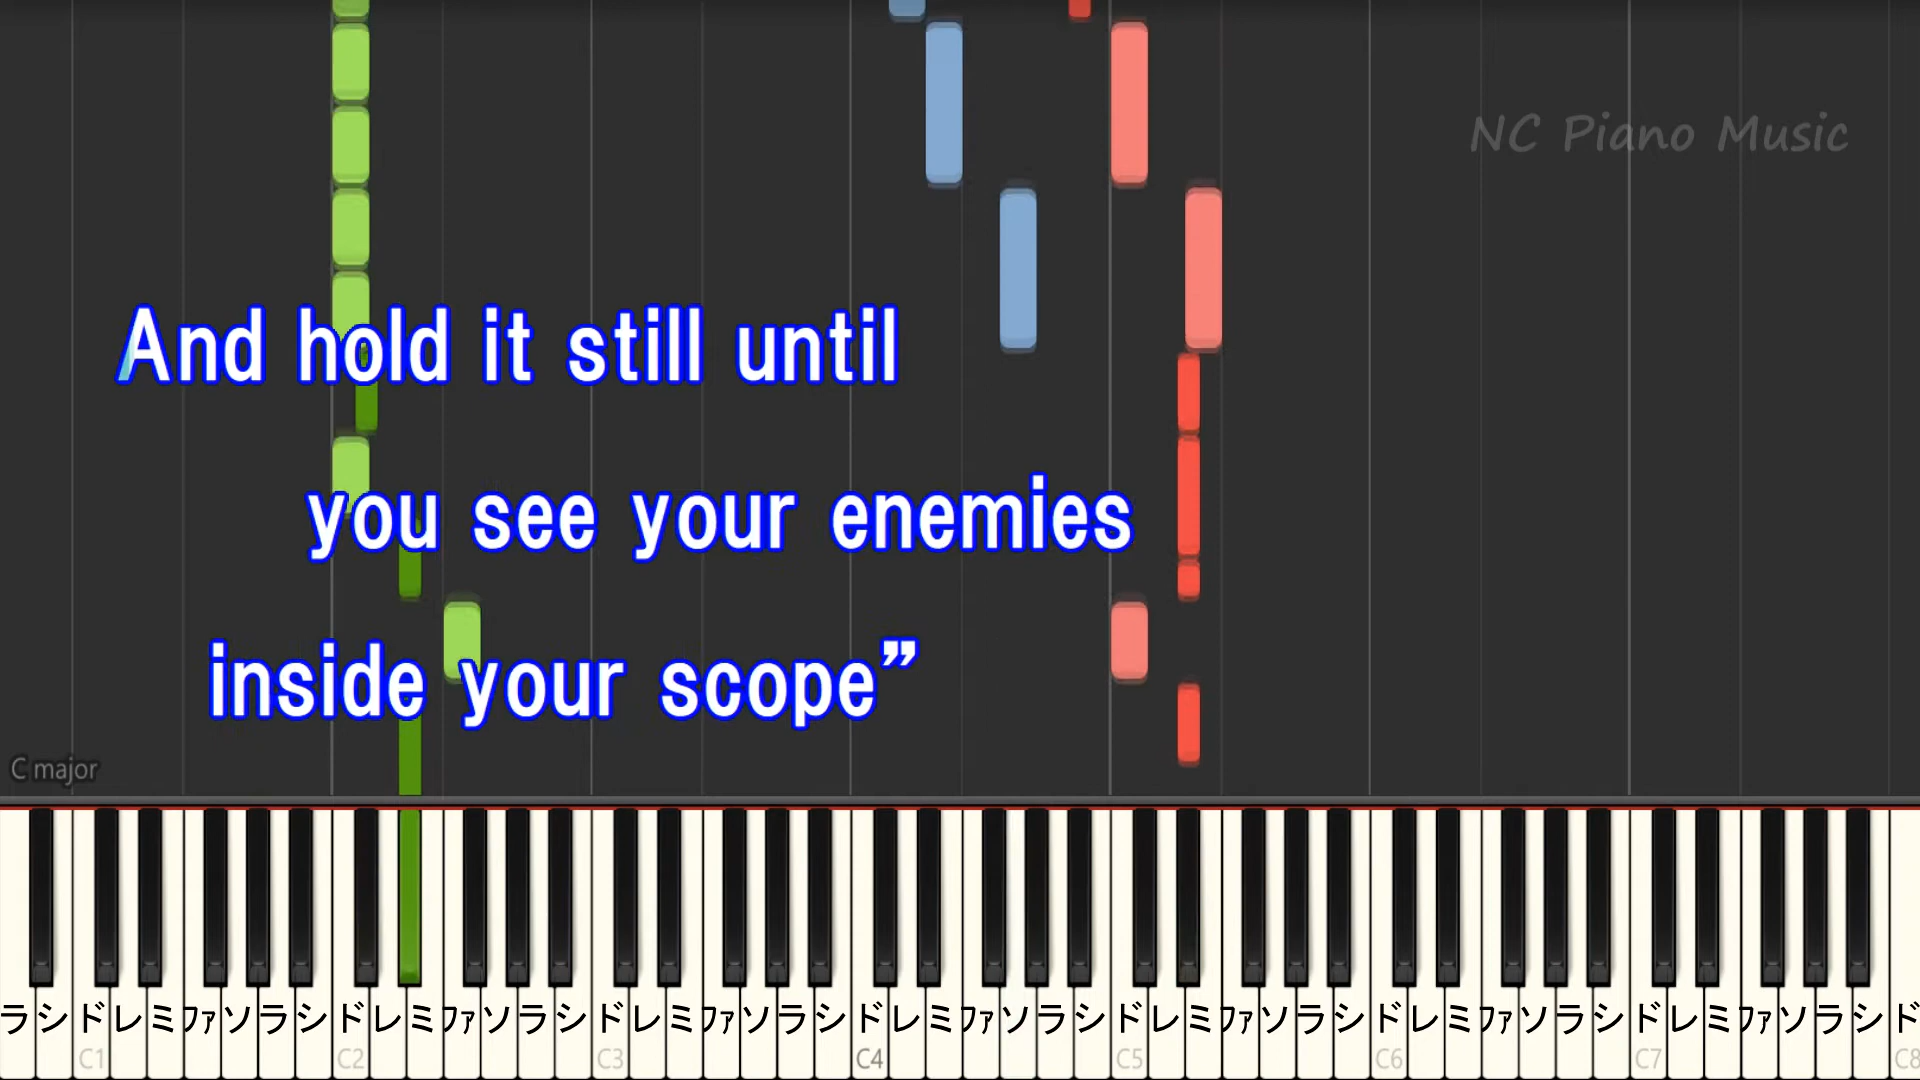 NC Piano Music
And hold it still until
you see your enemies
inside your scope”
C major
ラシドレミファソラシドレミファソラシドレミファソラシドレミファソラシドレミファソラシドレミファソラシドレミファソラシド
C1 C2 C3 C4 C5 C6 C7 C8